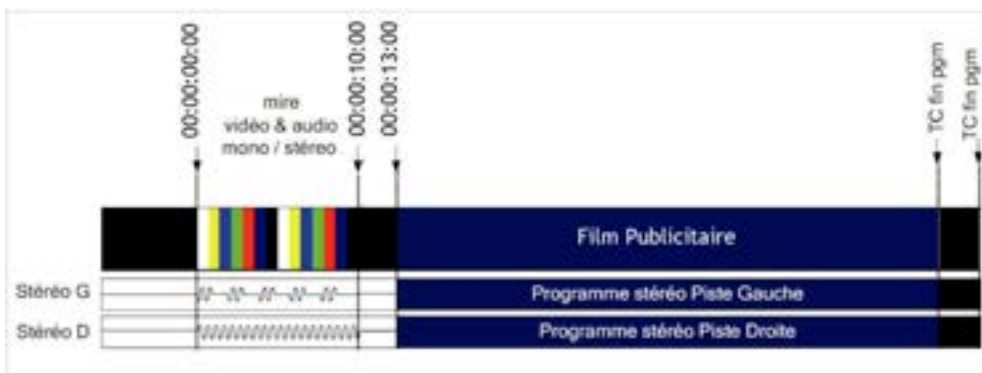 00:00:00:00
mire
vidéo & audio
mono / stéreo
00:00:10:00
00:00:13:00
TC fin pgm
TC fin pgm
Film Publicitaire
Stéréo G
Programme stéréo Piste Gauche
Stéréo D
Programme stéréo Piste Droite